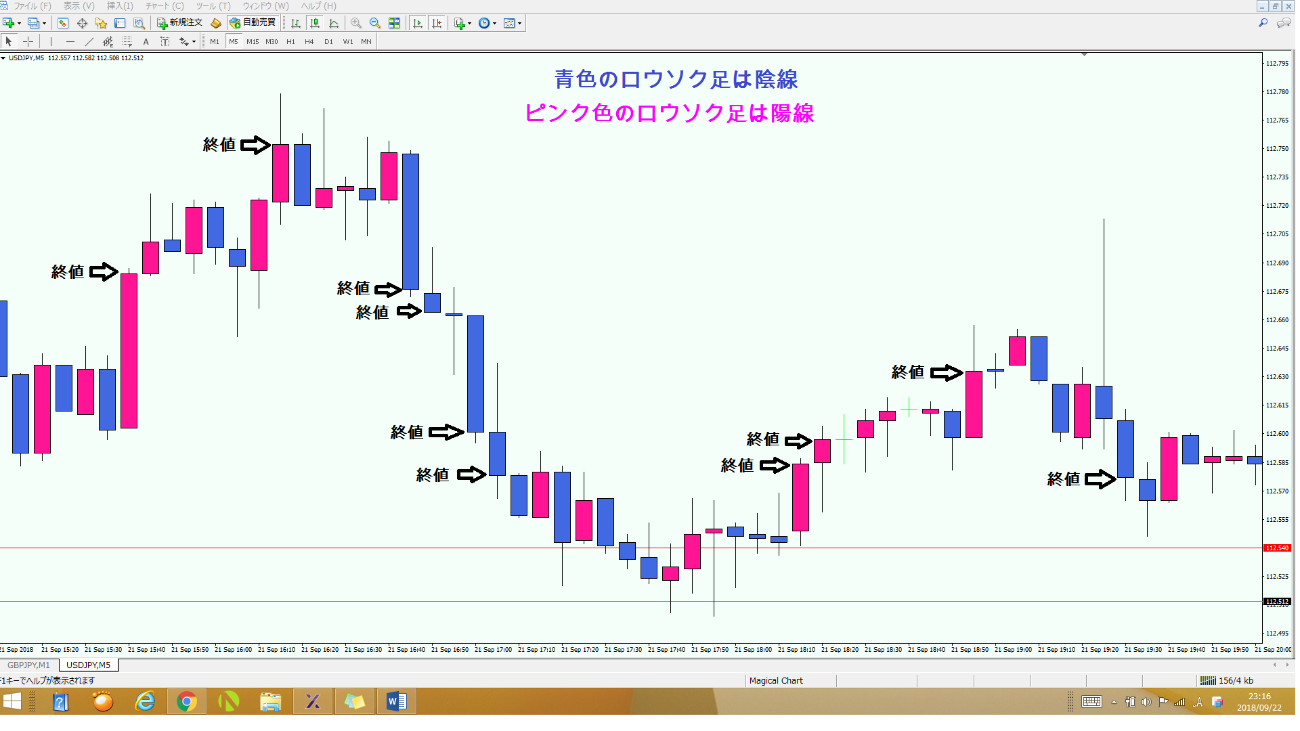 ファイル (F) 表示 (V) 挿入(I) チャート (C) ツール (T) ウィンドウ (W) ヘルプ (H)
新規注文 自動売買
A T M1 M5 M15 M30 H1 H4 D1 W1 MN
USDJPY,M5 112.557 112.582 112.508 112.512
青色のロウソク足は陰線
ピンク色のロウソク足は陽線
終値
終値
終値
終値
終値
終値
終値
終値
終値
終値
112.795
112.780
112.765
112.750
112.735
112.720
112.705
112.690
112.675
112.660
112.645
112.630
112.615
112.600
112.585
112.570
112.555
112.540
112.525
112.512
112.495
21 Sep 2018 21 Sep 15:20 21 Sep 15:30 21 Sep 15:40 21 Sep 15:50 21 Sep 16:00 21 Sep 16:10 21 Sep 16:20 21 Sep 16:30 21 Sep 16:40 21 Sep 16:50 21 Sep 17:00 21 Sep 17:10 21 Sep 17:20 21 Sep 17:30 21 Sep 17:40 21 Sep 17:50 21 Sep 18:00 21 Sep 18:10 21 Sep 18:20 21 Sep 18:30 21 Sep 18:40 21 Sep 18:50 21 Sep 19:00 21 Sep 19:10 21 Sep 19:20 21 Sep 19:30 21 Sep 19:40 21 Sep 19:50 21 Sep 20:00
GBPJPY,M1 USDJPY,M5
F1キーでヘルプが表示されます Magical Chart 156/4 kb
23:16
2018/09/22